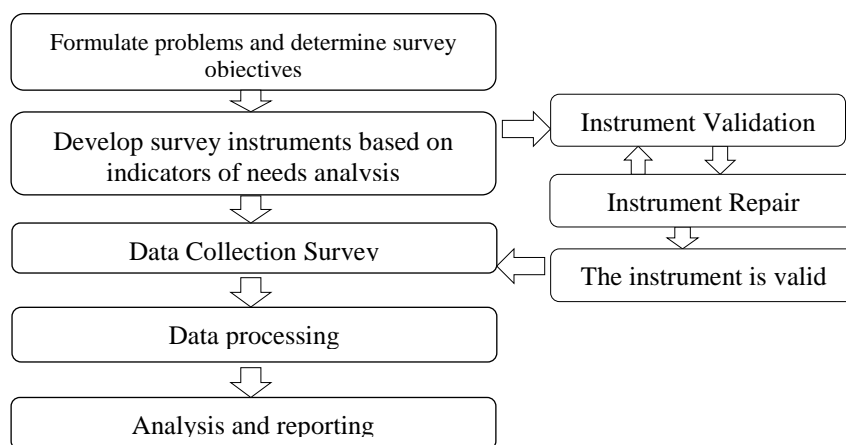 Formulate problems and determine survey
objectives
Develop survey instruments based on
indicators of needs analysis
Instrument Validation
Instrument Repair
Data Collection Survey
The instrument is valid
Data processing
Analysis and reporting